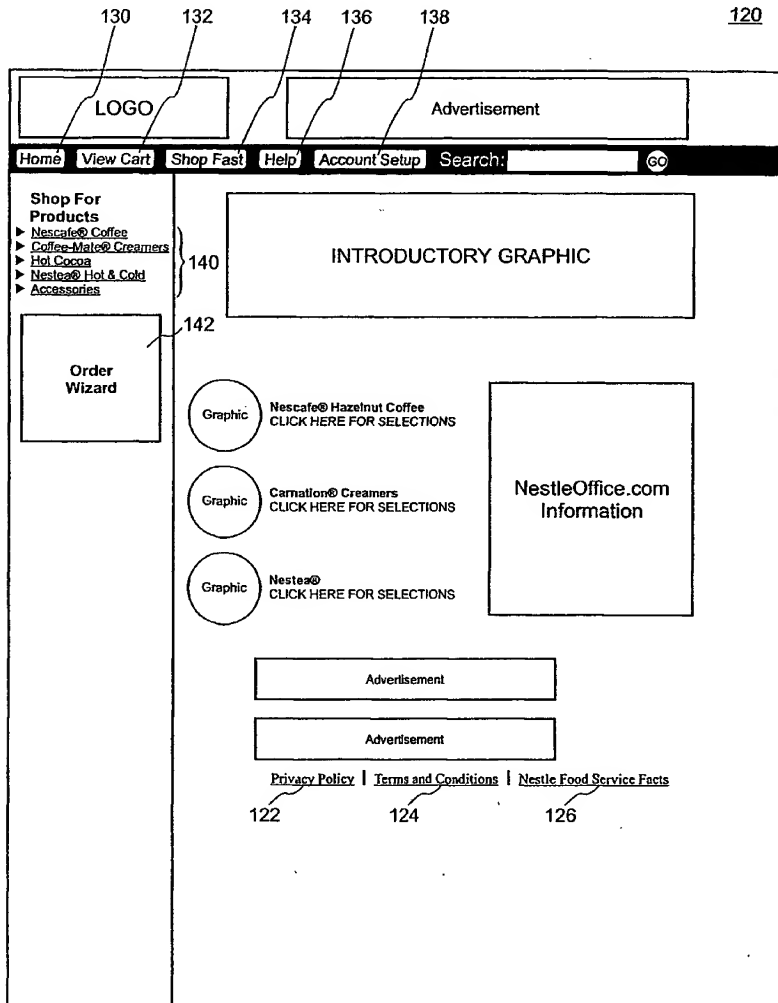 130 132 134 136 138 120
LOGO Advertisement
Home View Cart Shop Fast Help Account Setup Search: GO
Shop For
Products
Nescafe® Coffee
Coffee-Mate® Creamers
Hot Cocoa
Nestea® Hot & Cold
Accessories
140
142
Order
Wizard
INTRODUCTORY GRAPHIC
Graphic
Nescafe® Hazelnut Coffee
CLICK HERE FOR SELECTIONS
Graphic
Carnation® Creamers
CLICK HERE FOR SELECTIONS
Graphic
Nestea®
CLICK HERE FOR SELECTIONS
NestleOffice.com
Information
Advertisement
Advertisement
Privacy Policy | Terms and Conditions | Nestle Food Service Facts
122 124 126